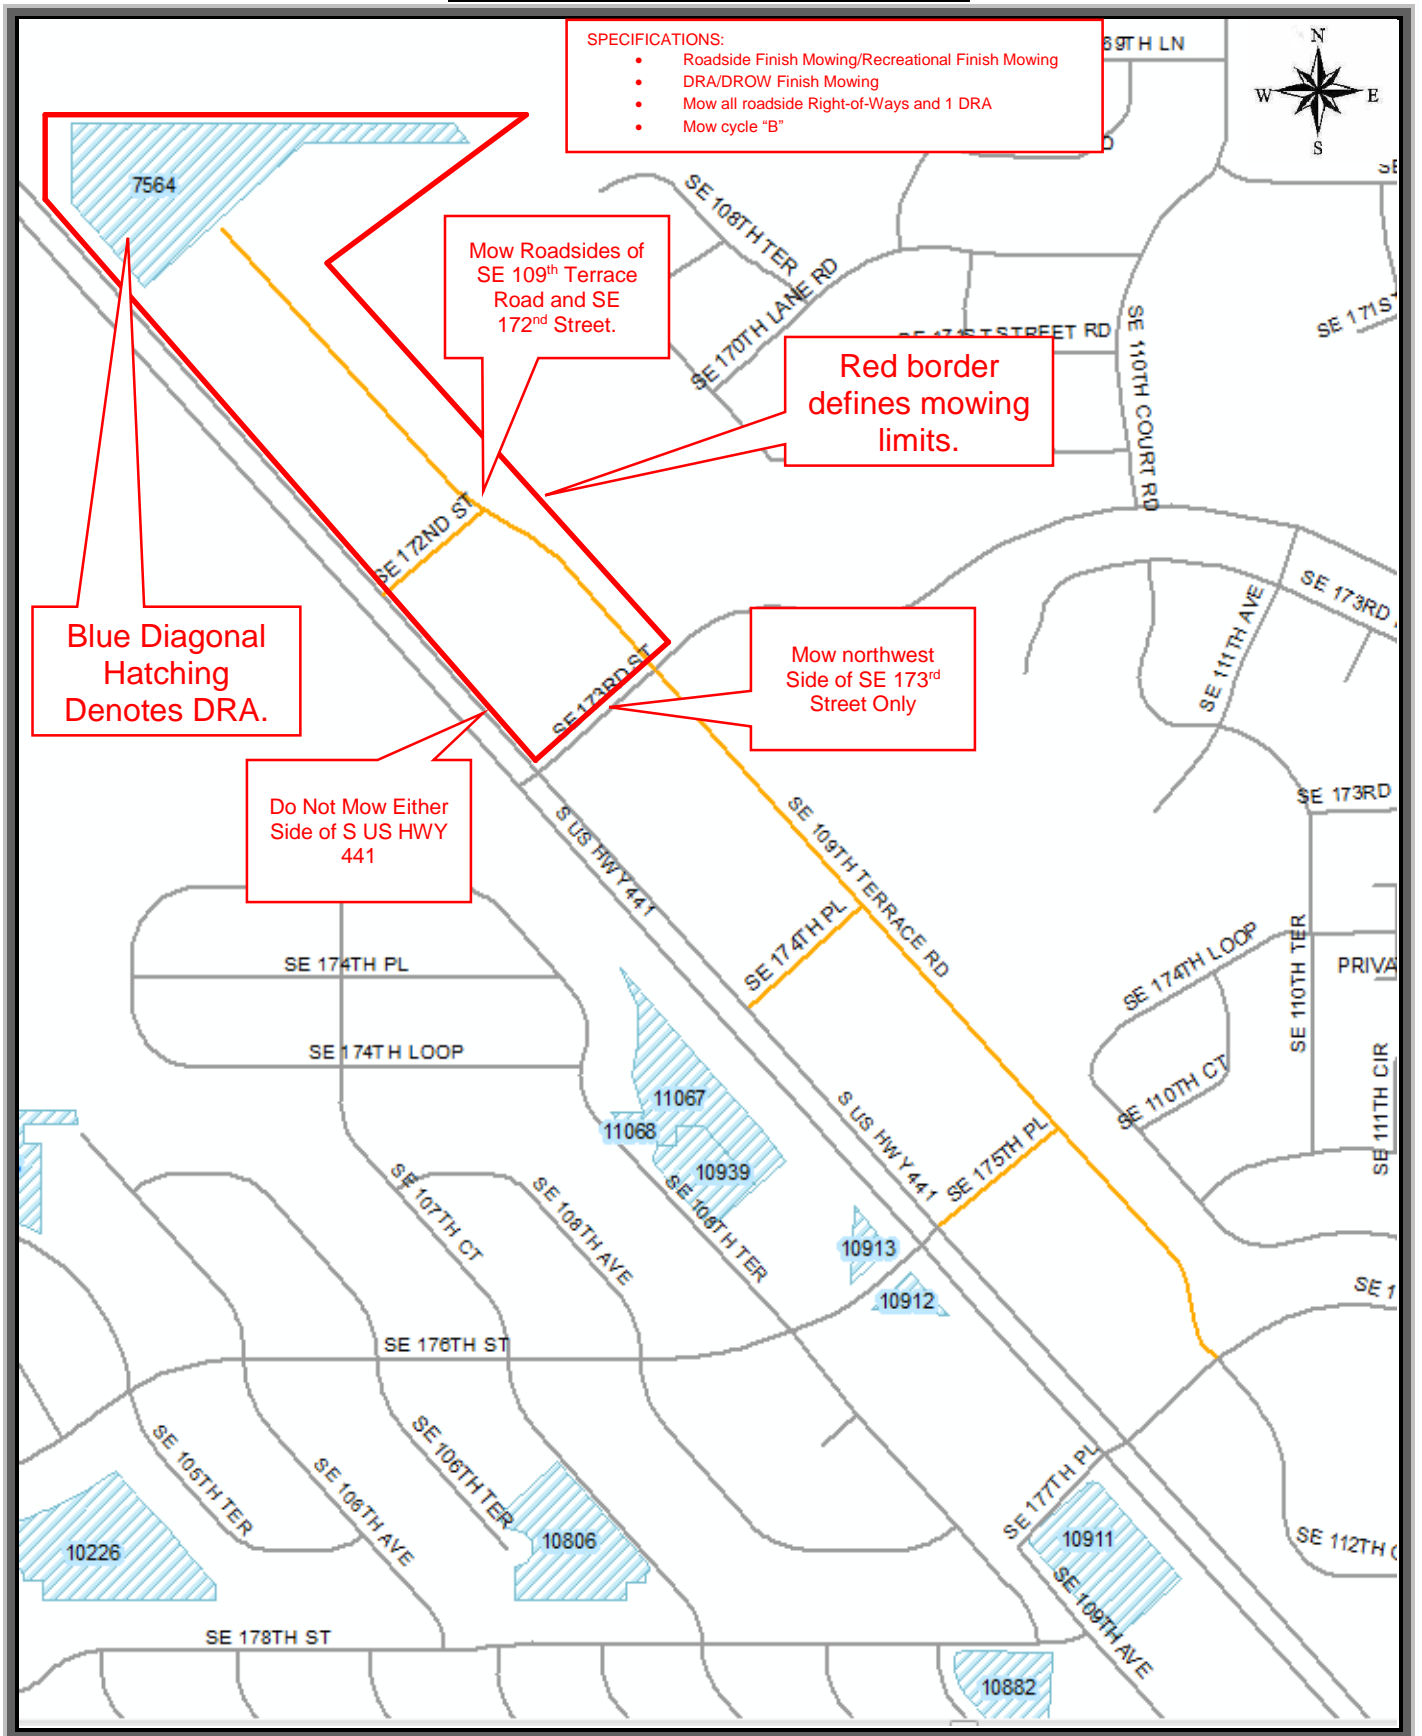 SPECIFICATIONS:
• Roadside Finish Mowing/Recreational Finish Mowing
• DRA/DROW Finish Mowing
• Mow all roadside Right-of-Ways and 1 DRA
• Mow cycle “B”
69TH LN
N
W
E
S
7564
SE 108TH TER
Mow Roadsides of
SE 109th Terrace
Road and SE
172nd Street.
SE 170TH LANE RD
SE 171ST STREET RD
SE 171ST
SE 110TH COURT RD
Red border
defines mowing
limits.
SE 172ND ST
SE 173RD
SE 111TH AVE
Blue Diagonal
Hatching
Denotes DRA.
SE 173RD ST
Mow northwest
Side of SE 173rd
Street Only
Do Not Mow Either
Side of S US HWY
441
S US HWY 441
SE 109TH TERRACE RD
SE 173RD
SE 174TH PL
SE 174TH PL
SE 174TH LOOP
SE 174TH LOOP
SE 110TH TER
PRIVA
SE 110TH CT
SE 111TH CIR
11067
11068
10939
S US HWY 441
SE 175TH PL
SE 107TH CT
SE 108TH AVE
SE 108TH TER
10913
10912
SE 1
SE 176TH ST
SE 105TH TER
SE 106TH AVE
SE 106TH TER
10226
10806
SE 177TH PL
10911
SE 112TH
SE 109TH AVE
SE 178TH ST
10882